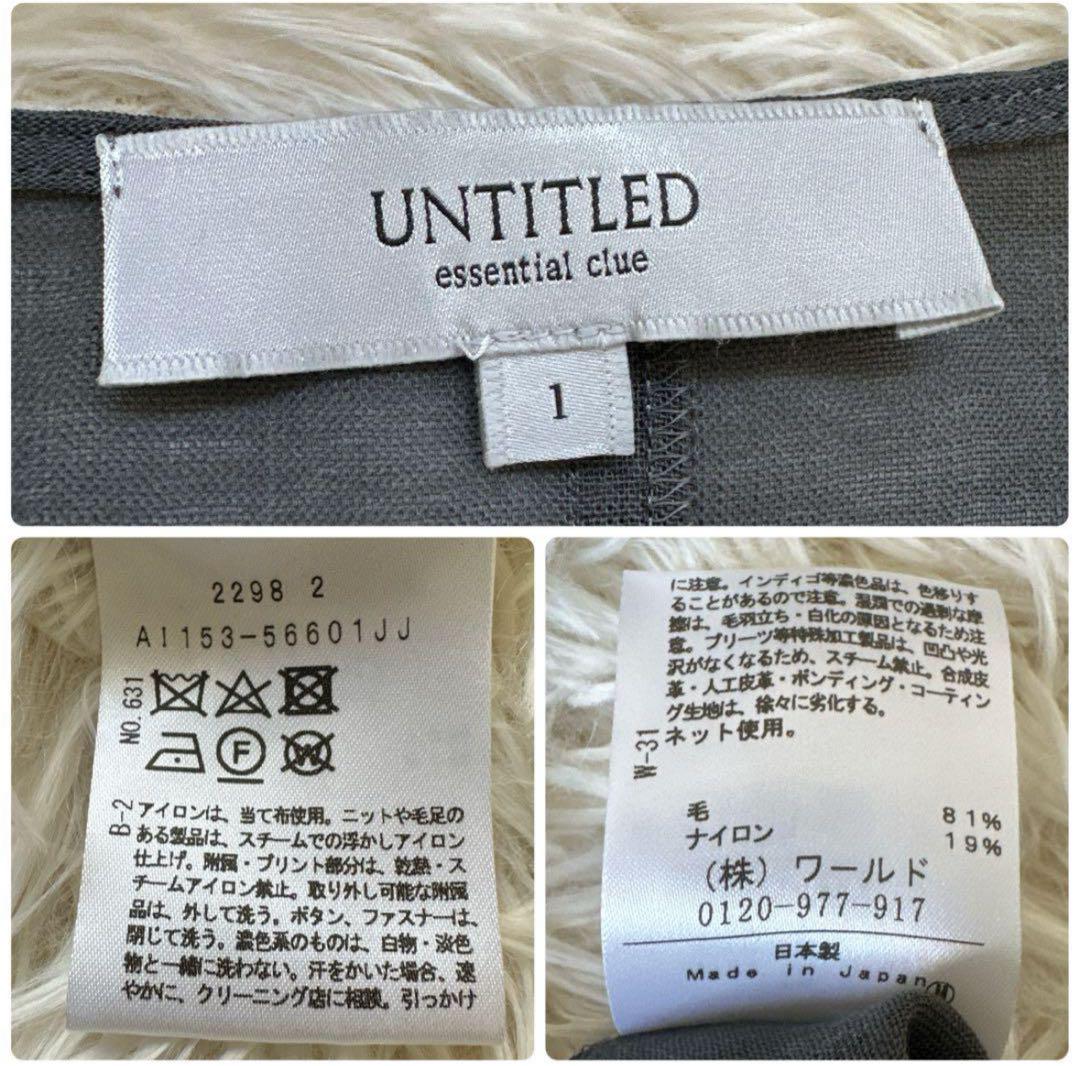 UNTITLED
essential clue
1
2298 2
AI153-56601JJ
NO.631
F
W
B-2
アイロンは、当て布使用。ニットや毛足の
ある製品は、スチームでの浮かしアイロン
仕上げ。附属・プリント部分は、乾熱・ス
チームアイロン禁止。取り外し可能な附属
品は、外して洗う。ボタン、ファスナーは、
閉じて洗う。濃色系のものは、白物・淡色
物と一緒に洗わない。汗をかいた場合、速
やかに、クリーニング店に相談。引っかけ
に注意。インディゴ等濃色品は、色移りす
ることがあるので注意。湿潤での過剰な摩
擦は、毛羽立ち・白化の原因となるため注
意。プリーツ等特殊加工製品は、凹凸や光
沢がなくなるため、スチーム禁止。合成皮
革・人工皮革・ボンディング・コーティン
グ生地は、徐々に劣化する。
W-31
ネット使用。
毛 81%
ナイロン 19%
(株) ワールド
0120-977-917
日本製
Made in Japan